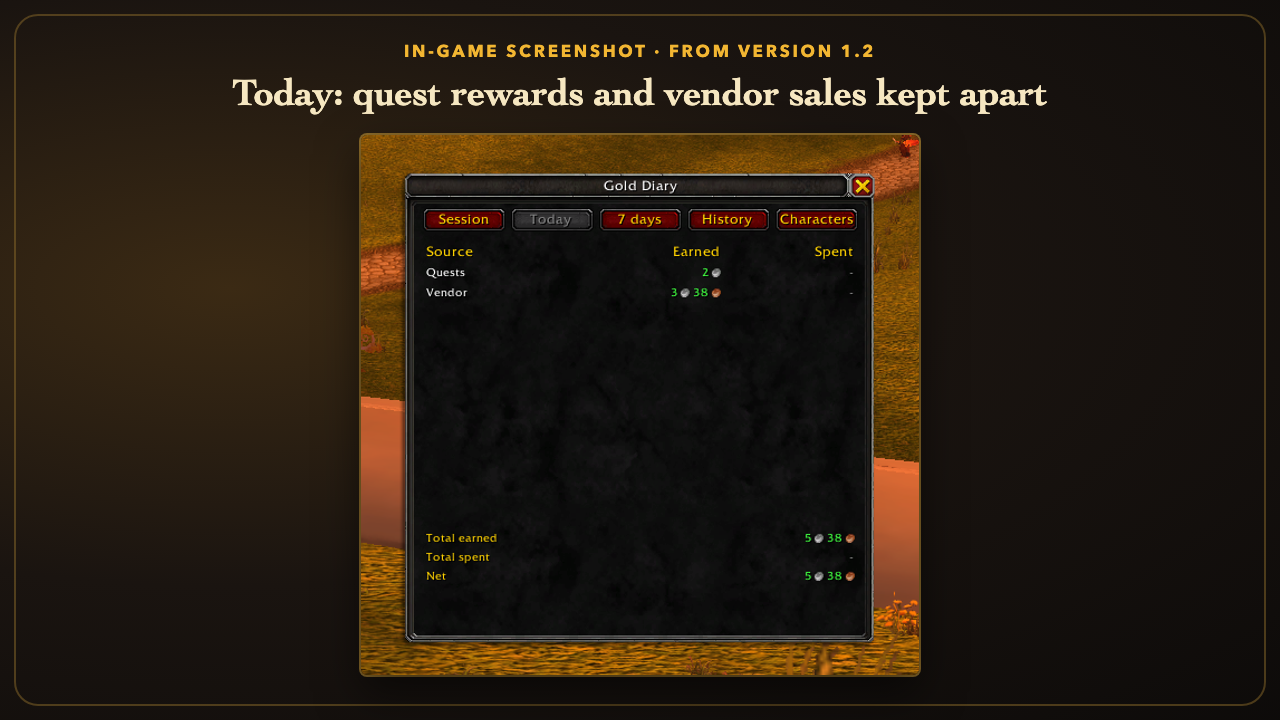 IN-GAME SCREENSHOT · FROM VERSION 1.2
Today: quest rewards and vendor sales kept apart
Gold Diary
Session Today 7 days History Characters
Source Earned Spent
Quests 2 -
Vendor 3 38 -
Total earned 5 38
Total spent -
Net 5 38